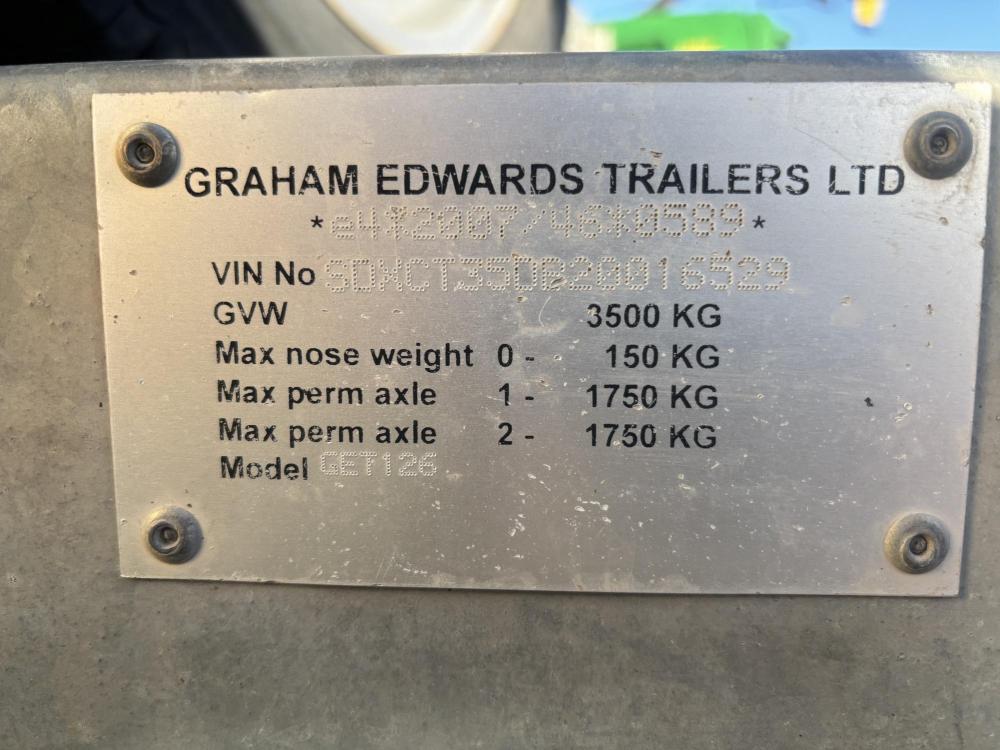 GRAHAM EDWARDS TRAILERS LTD
*e4*2007/46*0589*
VIN No SDXCT35DB20016529
GVW 3500 KG
Max nose weight 0 - 150 KG
Max perm axle 1 - 1750 KG
Max perm axle 2 - 1750 KG
Model GET126